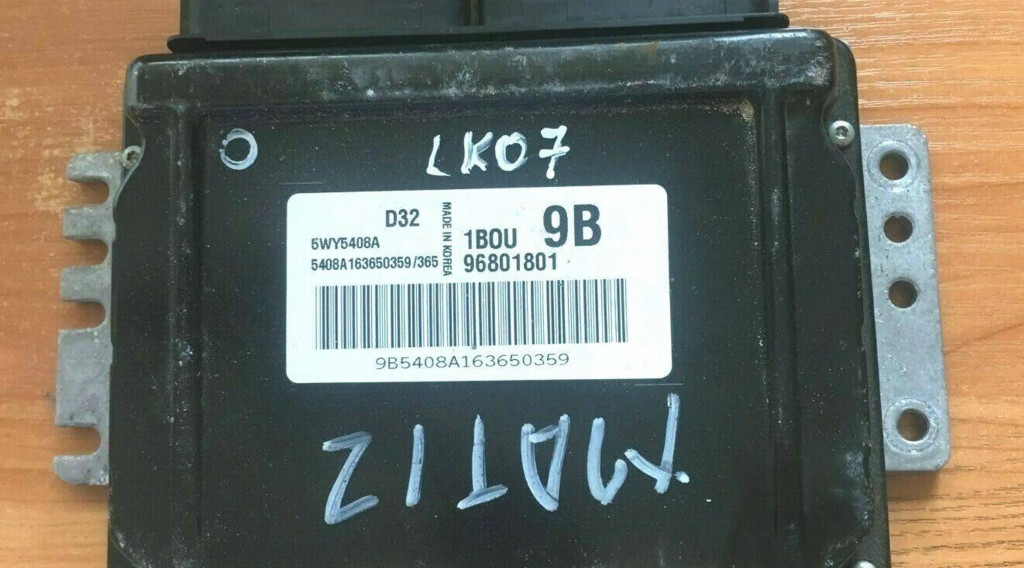 LK07
D32
5WY5408A
5408A163650359/365
MADE IN KOREA
1BOU 9B
96801801
9B5408A163650359
MATIZ